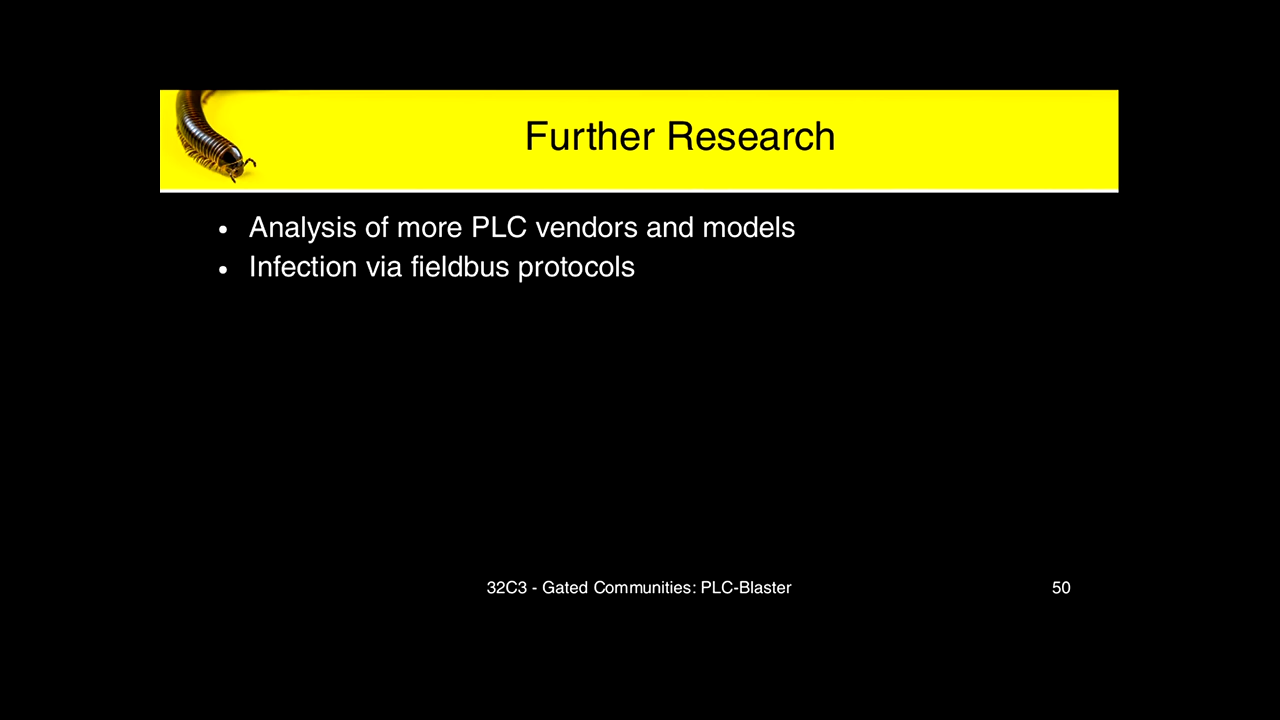 Further Research
• Analysis of more PLC vendors and models
• Infection via fieldbus protocols
32C3 - Gated Communities: PLC-Blaster
50